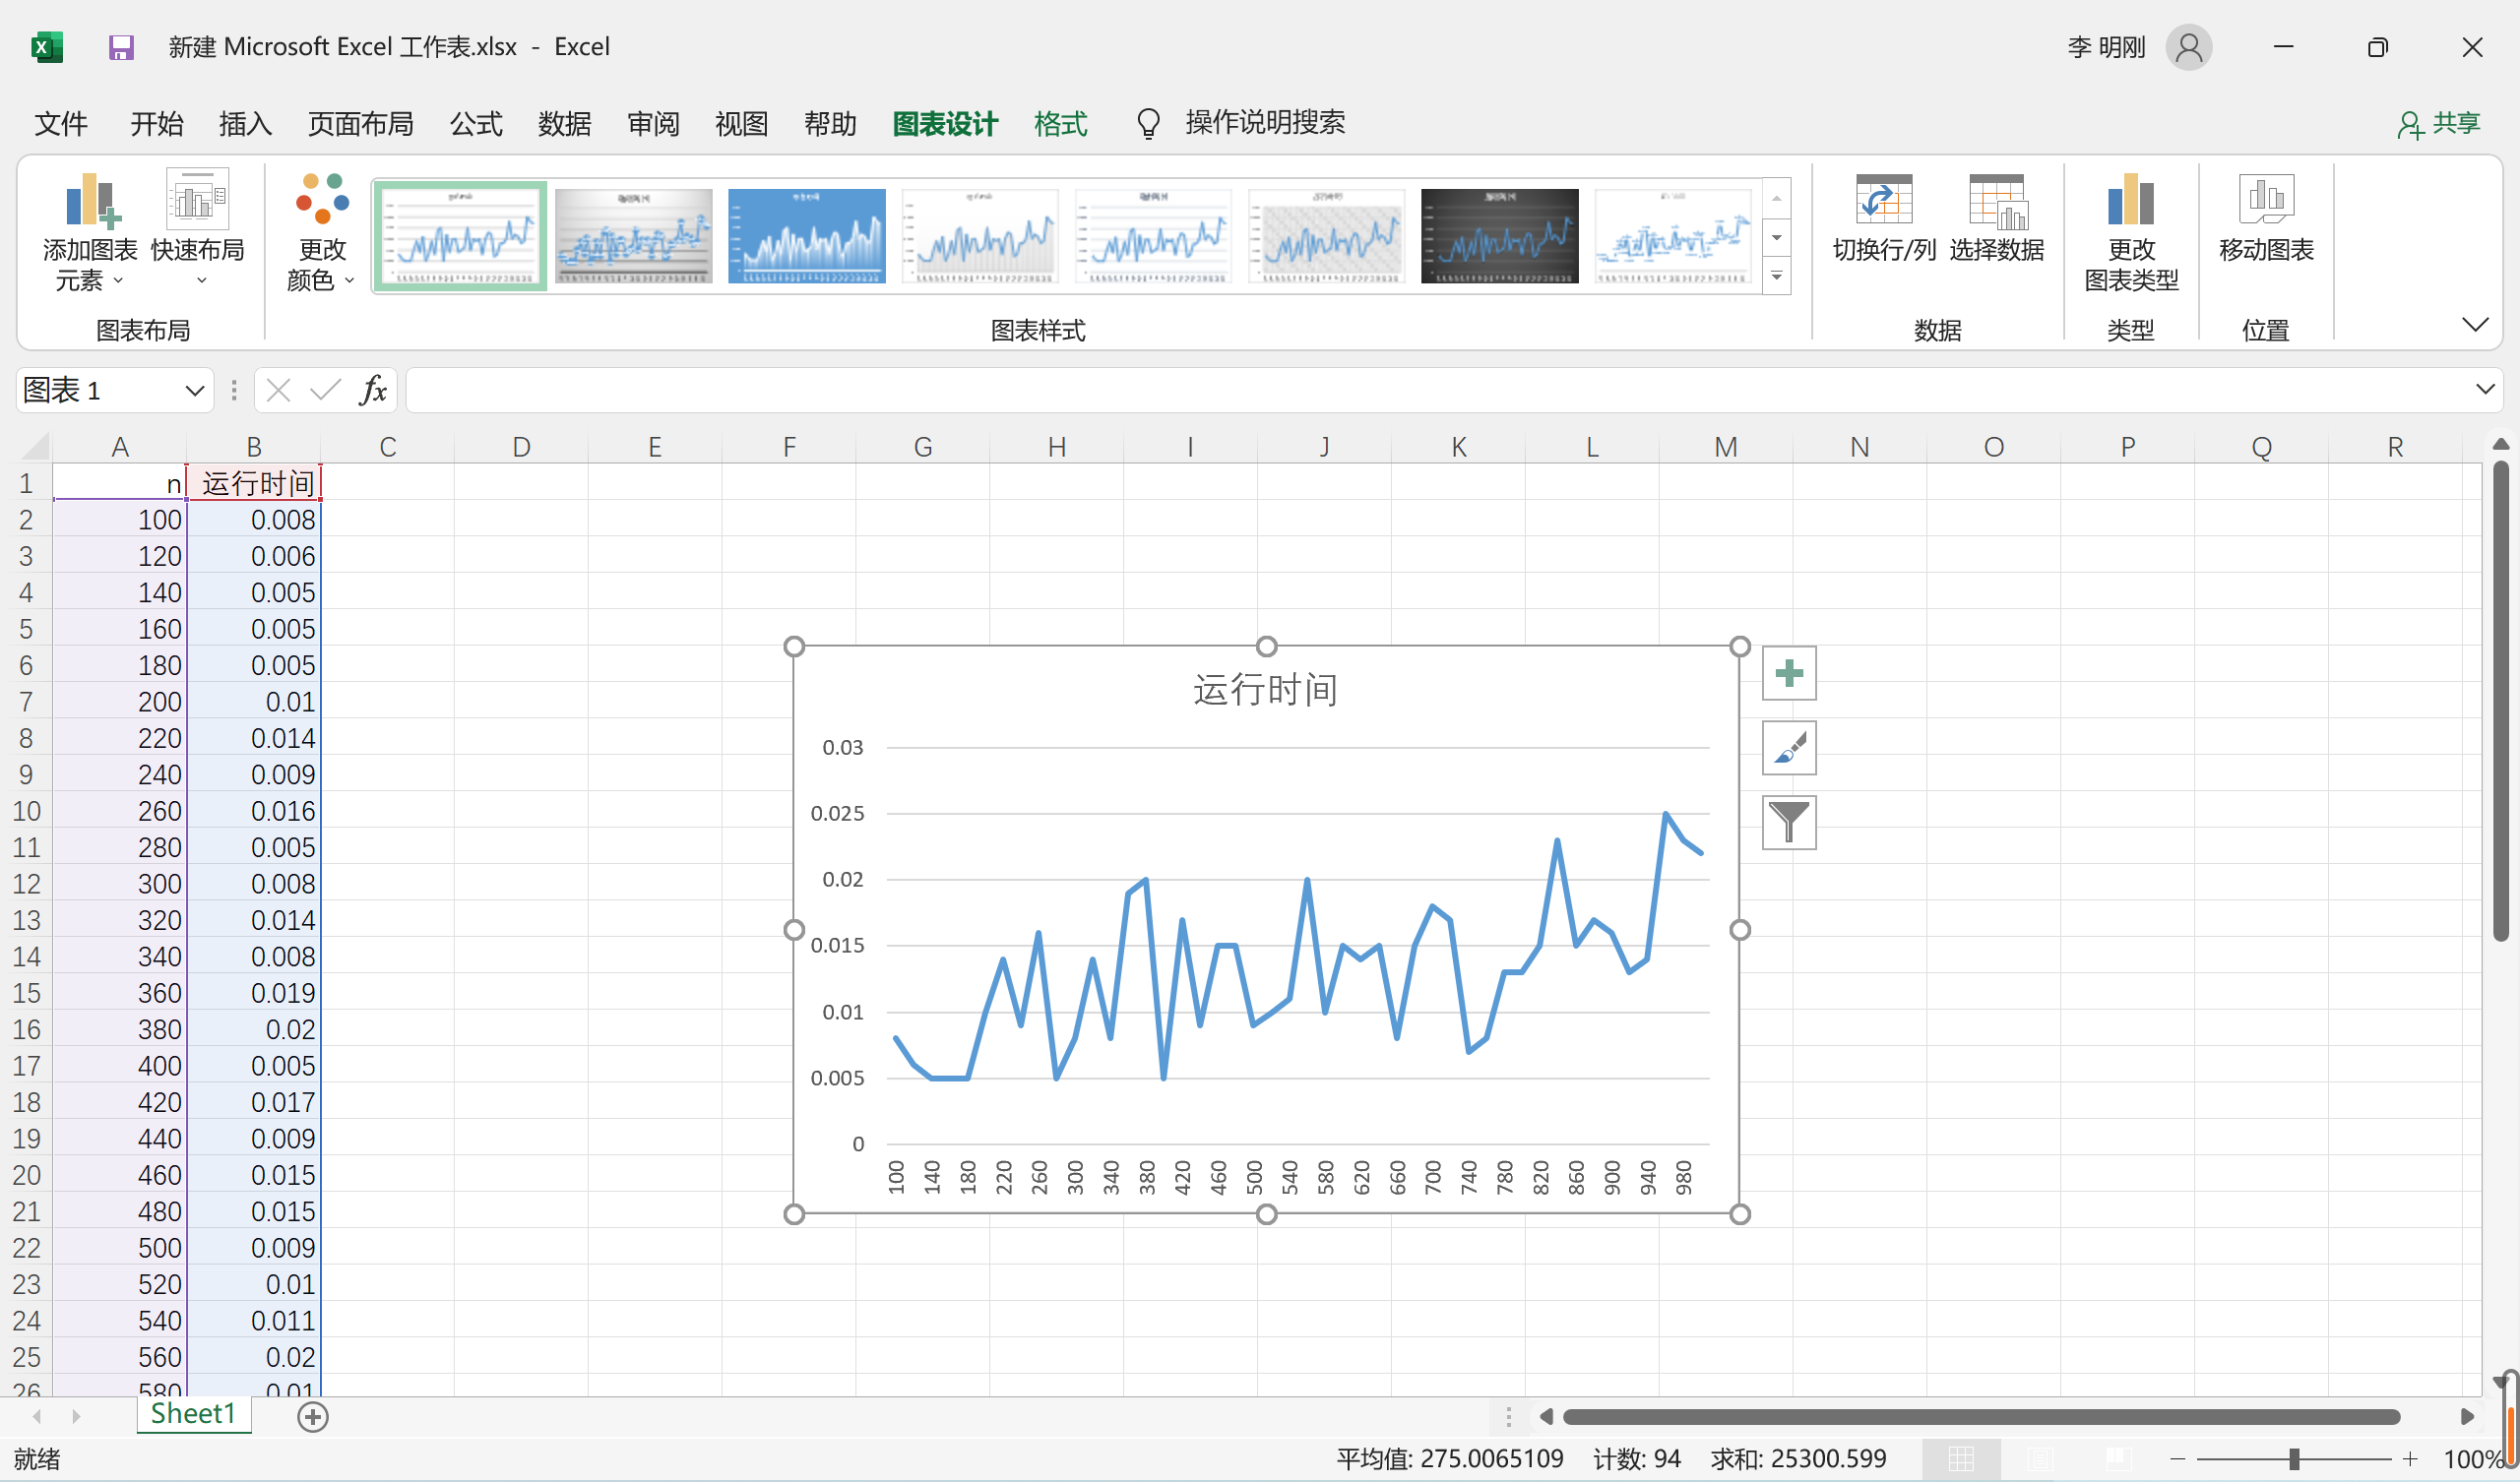 新建 Microsoft Excel 工作表.xlsx - Excel
李 明刚
文件 开始 插入 页面布局 公式 数据 审阅 视图 帮助 图表设计 格式 操作说明搜索 共享
添加图表元素
快速布局
更改颜色
切换行/列
选择数据
更改图表类型
移动图表
图表布局 图表样式 数据 类型 位置
图表 1 fx
A B C D E F G H I J K L M N O P Q R
1 n 运行时间
2 100 0.008
3 120 0.006
4 140 0.005
5 160 0.005
6 180 0.005
7 200 0.01
8 220 0.014
9 240 0.009
10 260 0.016
11 280 0.005
12 300 0.008
13 320 0.014
14 340 0.008
15 360 0.019
16 380 0.02
17 400 0.005
18 420 0.017
19 440 0.009
20 460 0.015
21 480 0.015
22 500 0.009
23 520 0.01
24 540 0.011
25 560 0.02
26 580 0.01
运行时间
0.03
0.025
0.02
0.015
0.01
0.005
0
100 140 180 220 260 300 340 380 420 460 500 540 580 620 660 700 740 780 820 860 900 940 980
Sheet1
就绪
平均值: 275.0065109 计数: 94 求和: 25300.599
100%